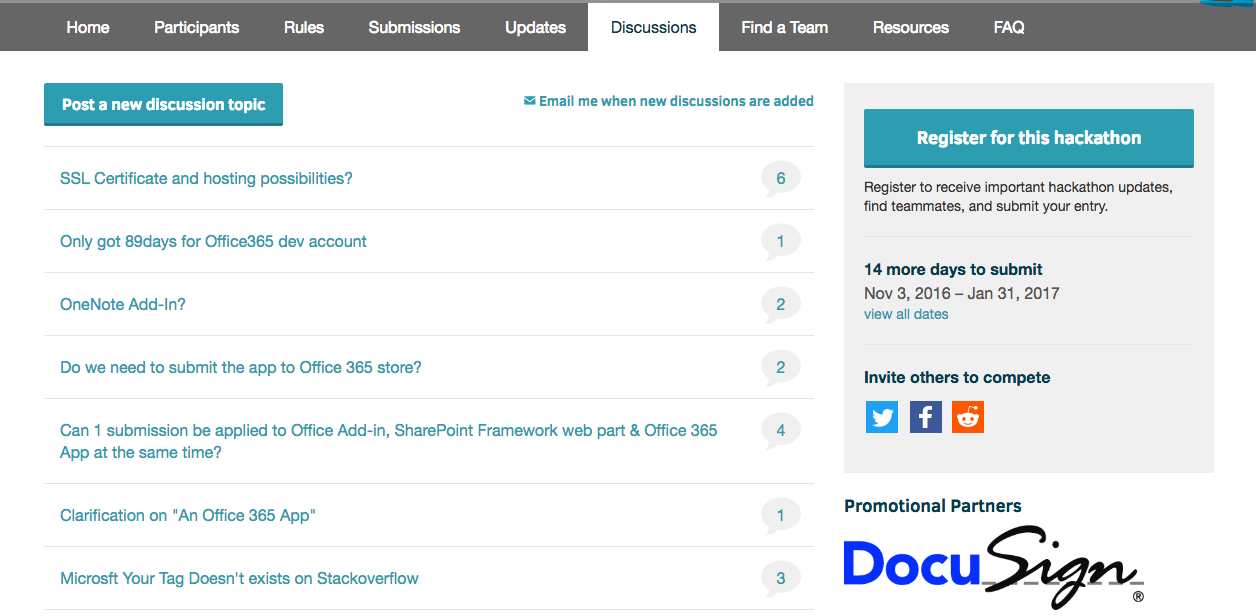 Home Participants Rules Submissions Updates Discussions Find a Team Resources FAQ
Post a new discussion topic
Email me when new discussions are added
SSL Certificate and hosting possibilities?
6
Only got 89days for Office365 dev account
1
OneNote Add-In?
2
Do we need to submit the app to Office 365 store?
2
Can 1 submission be applied to Office Add-in, SharePoint Framework web part & Office 365
App at the same time?
4
Clarification on "An Office 365 App"
1
Microsft Your Tag Doesn't exists on Stackoverflow
3
Register for this hackathon
Register to receive important hackathon updates,
find teammates, and submit your entry.
14 more days to submit
Nov 3, 2016 – Jan 31, 2017
view all dates
Invite others to compete
Promotional Partners
DocuSign®